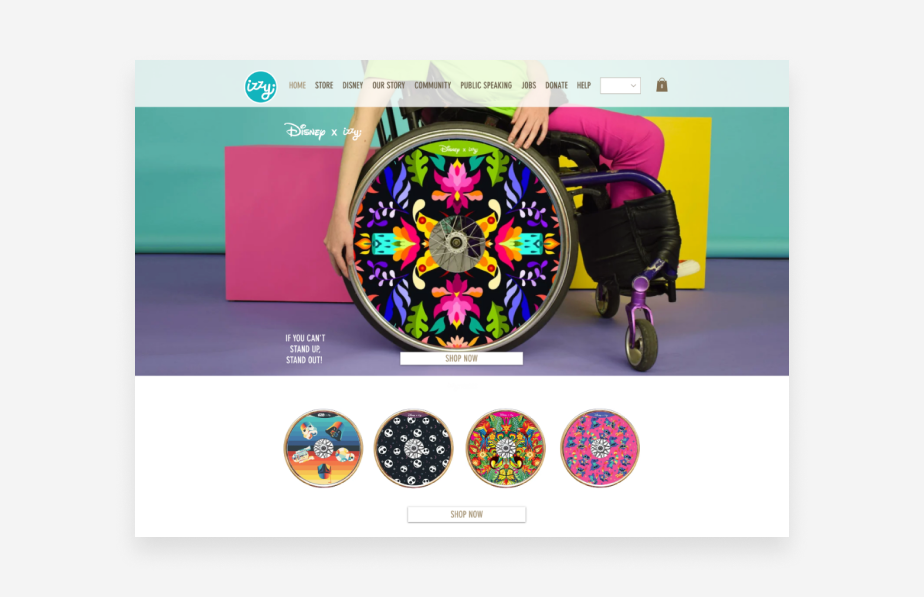 izzy
HOME STORE DISNEY OUR STORY COMMUNITY PUBLIC SPEAKING JOBS DONATE HELP
Disney x izzy
Disney x izzy
IF YOU CAN'T
STAND UP,
STAND OUT!
SHOP NOW
SHOP NOW